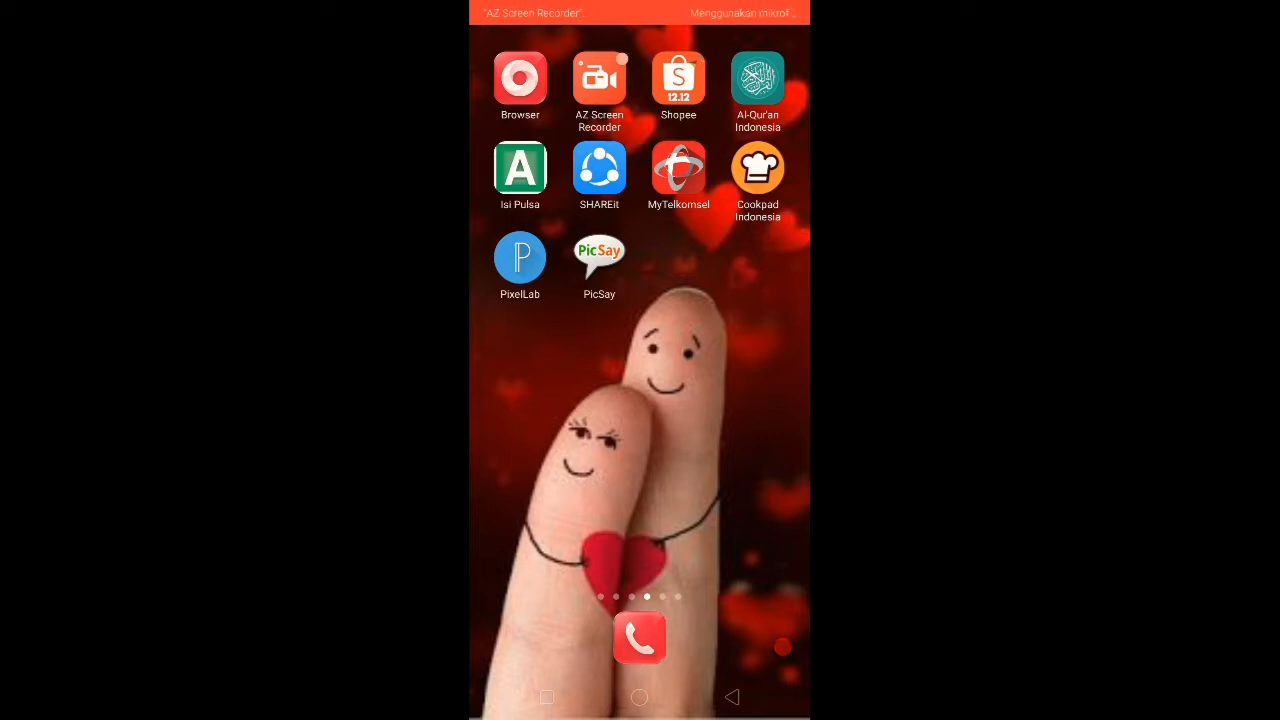 "AZ Screen Recorder"..
Menggunakan mikrof..
Browser
AZ Screen
Recorder
S
12.12
Shopee
Al-Qur'an
Indonesia
A
Isi Pulsa
SHAREit
MyTelkomsel
Cookpad
Indonesia
P
PixelLab
PicSay
PicSay